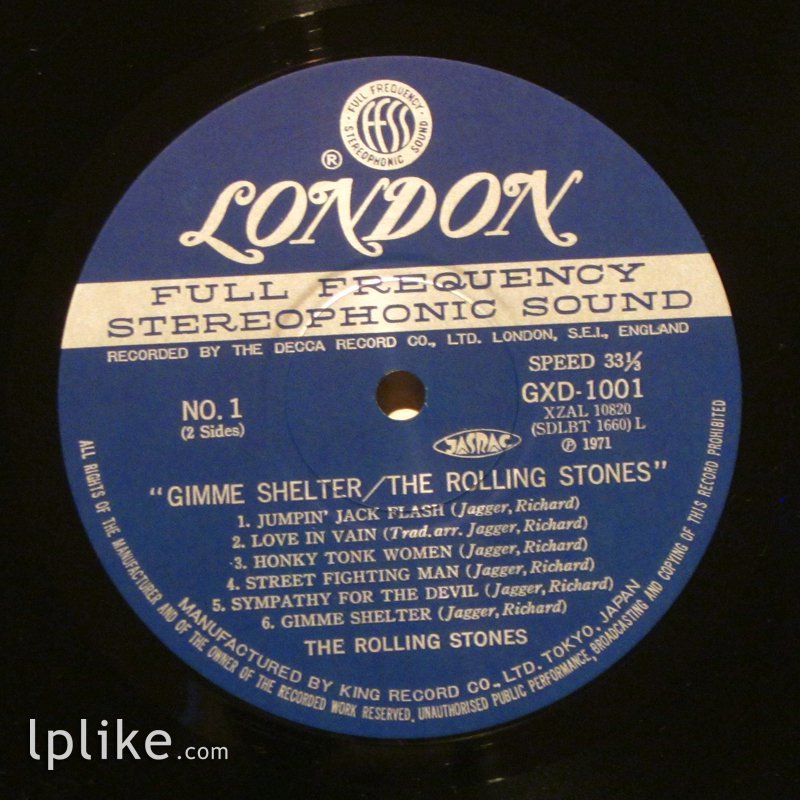 · FULL FREQUENCY ·
FFSS
STEREOPHONIC SOUND
®
LONDON
FULL FREQUENCY
STEREOPHONIC SOUND
RECORDED BY THE DECCA RECORD CO., LTD. LONDON, S.E.I., ENGLAND
SPEED 33⅓
NO. 1
(2 Sides)
GXD-1001
XZAL 10820
(SDLBT 1660) L
℗ 1971
JASRAC
"GIMME SHELTER/THE ROLLING STONES"
1. JUMPIN' JACK FLASH (Jagger, Richard)
2. LOVE IN VAIN (Trad. arr. Jagger, Richard)
3. HONKY TONK WOMEN (Jagger, Richard)
4. STREET FIGHTING MAN (Jagger, Richard)
5. SYMPATHY FOR THE DEVIL (Jagger, Richard)
6. GIMME SHELTER (Jagger, Richard)
THE ROLLING STONES
MANUFACTURED BY KING RECORD CO., LTD. TOKYO, JAPAN
ALL RIGHTS OF THE MANUFACTURER AND OF THE OWNER OF THE RECORDED WORK RESERVED, UNAUTHORISED PUBLIC PERFORMANCE, BROADCASTING AND COPYING OF THIS RECORD PROHIBITED
lplike.com